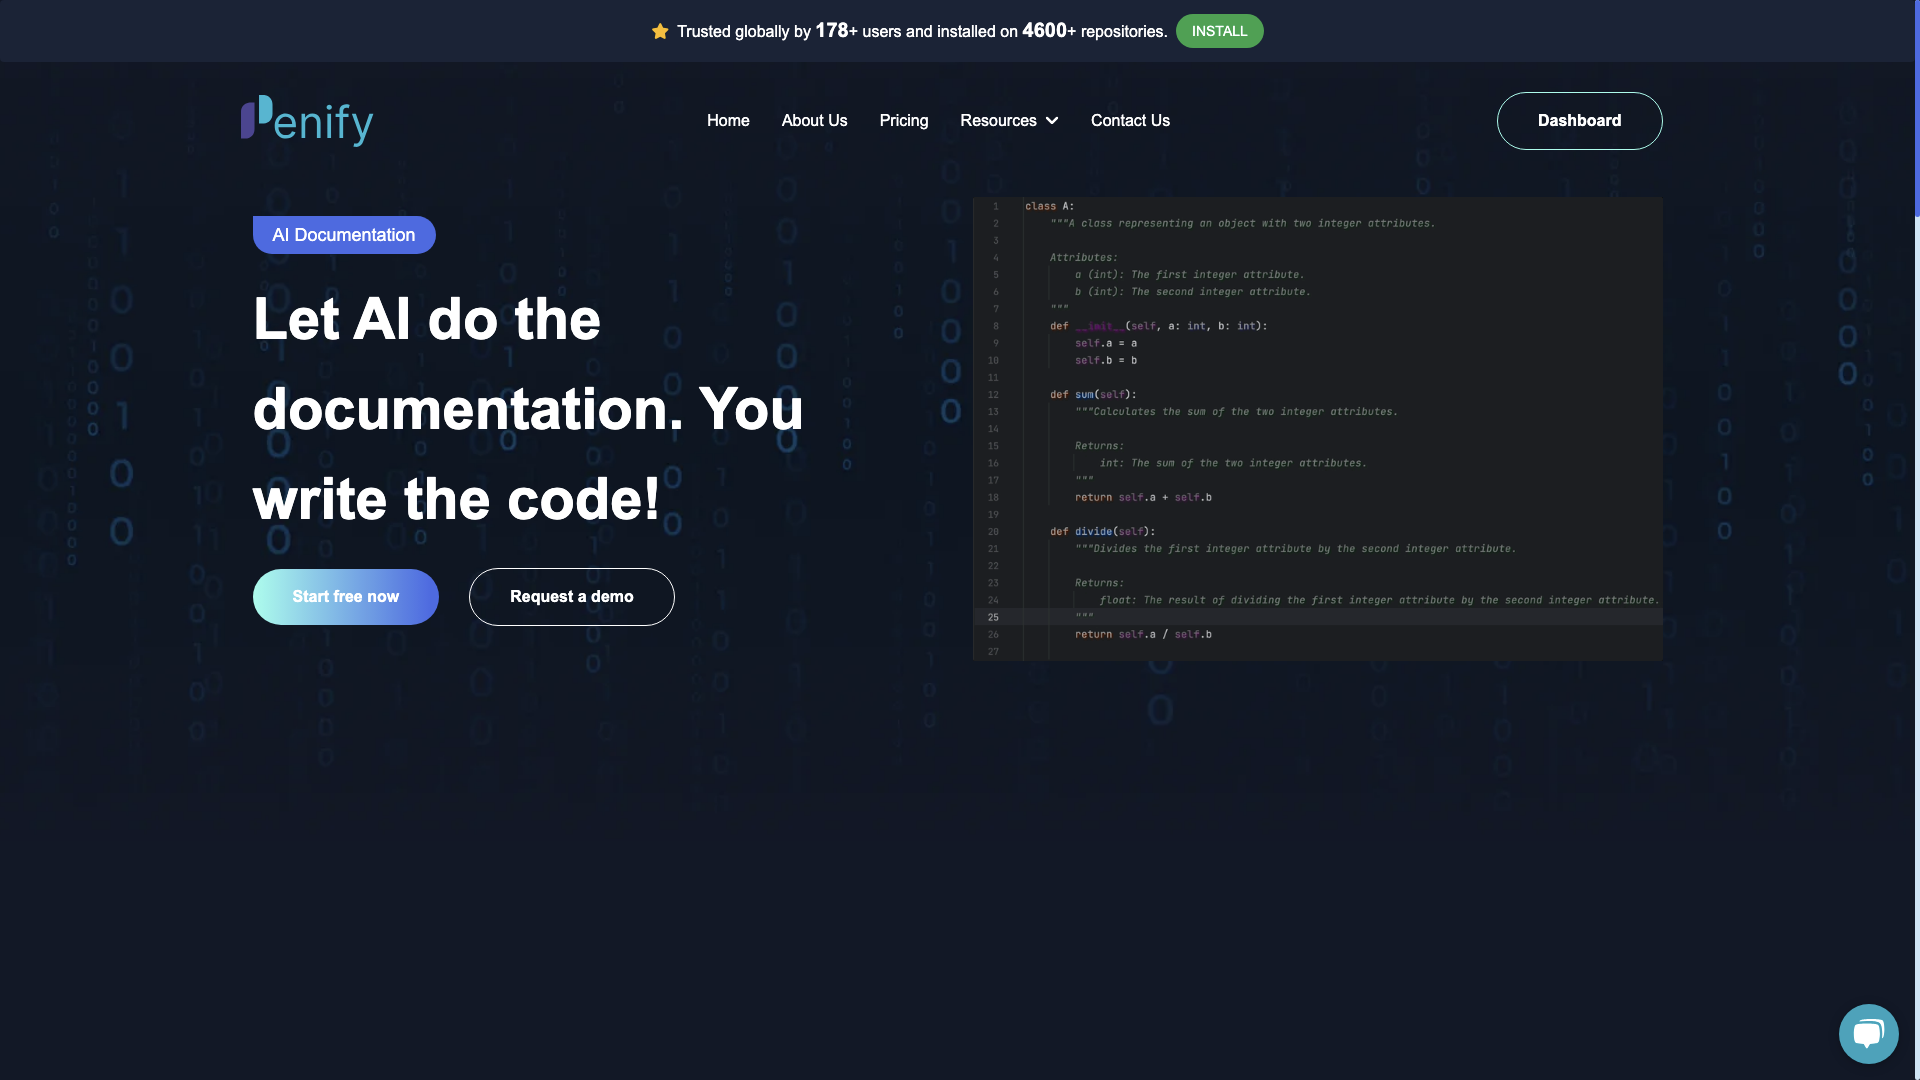 ⭐ Trusted globally by 178+ users and installed on 4600+ repositories. INSTALL
Penify
Home About Us Pricing Resources Contact Us
Dashboard
AI Documentation
Let AI do the
documentation. You
write the code!
Start free now Request a demo
1 class A:
2 """A class representing an object with two integer attributes.
3
4 Attributes:
5 a (int): The first integer attribute.
6 b (int): The second integer attribute.
7 """
8 def __init__(self, a: int, b: int):
9 self.a = a
10 self.b = b
11
12 def sum(self):
13 """Calculates the sum of the two integer attributes.
14
15 Returns:
16 int: The sum of the two integer attributes.
17 """
18 return self.a + self.b
19
20 def divide(self):
21 """Divides the first integer attribute by the second integer attribute.
22
23 Returns:
24 float: The result of dividing the first integer attribute by the second integer attribute.
25 """
26 return self.a / self.b
27